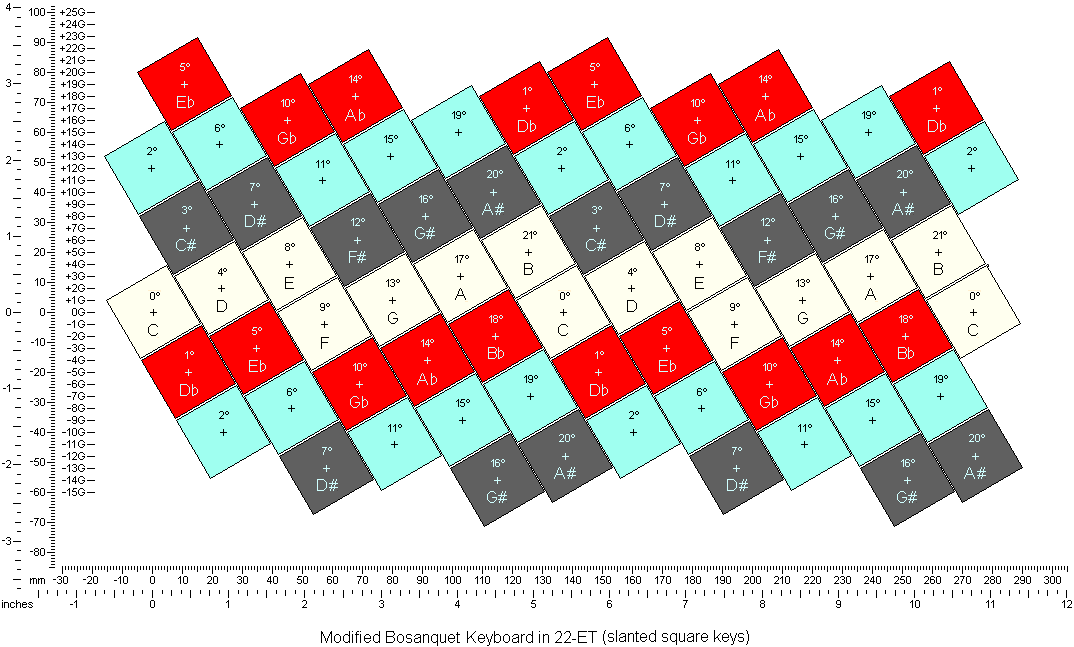 4
3
2
1
0
-1
-2
-3
100
90
80
70
60
50
40
30
20
10
0
-10
-20
-30
-40
-50
-60
-70
-80
+25G
+24G
+23G
+22G
+21G
+20G
+19G
+18G
+17G
+16G
+15G
+14G
+13G
+12G
+11G
+10G
+9G
+8G
+7G
+6G
+5G
+4G
+3G
+2G
+1G
0G
-1G
-2G
-3G
-4G
-5G
-6G
-7G
-8G
-9G
-10G
-11G
-12G
-13G
-14G
-15G
0°
C
1°
Db
2°
2°
3°
C#
4°
D
5°
Eb
6°
7°
D#
5°
Eb
6°
7°
D#
8°
E
9°
F
10°
Gb
11°
10°
Gb
11°
12°
F#
13°
G
14°
Ab
15°
16°
G#
14°
Ab
15°
16°
G#
17°
A
18°
Bb
19°
20°
A#
19°
20°
A#
21°
B
0°
C
1°
Db
2°
1°
Db
2°
3°
C#
4°
D
5°
Eb
6°
7°
D#
5°
Eb
6°
7°
D#
8°
E
9°
F
10°
Gb
11°
10°
Gb
11°
12°
F#
13°
G
14°
Ab
15°
16°
G#
14°
Ab
15°
16°
G#
17°
A
18°
Bb
19°
20°
A#
19°
20°
A#
21°
B
0°
C
1°
Db
2°
mm -30 -20 -10 0 10 20 30 40 50 60 70 80 90 100 110 120 130 140 150 160 170 180 190 200 210 220 230 240 250 260 270 280 290 300
inches -1 0 1 2 3 4 5 6 7 8 9 10 11 12
Modified Bosanquet Keyboard in 22-ET (slanted square keys)